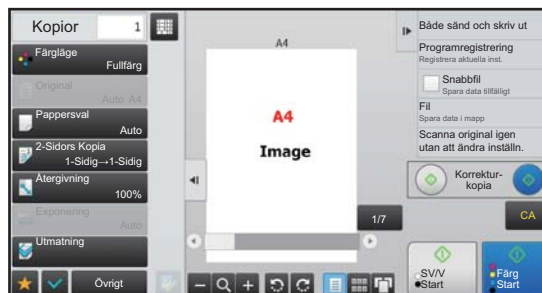 Kopior
1
Färgläge
Fullfärg
Original
Auto A4
Pappersval
Auto
2-Sidors Kopia
1-Sidig→1-Sidig
Återgivning
100%
Exponering
Auto
Utmatning
Övrigt
A4
A4
Image
1/7
Både sänd och skriv ut
Programregistrering
Registrera aktuella inst.
Snabbfil
Spara data tillfälligt
Fil
Spara data i mapp
Scanna original igen
utan att ändra inställn.
Korrektur-
kopia
CA
SV/V
Start
Färg
Start